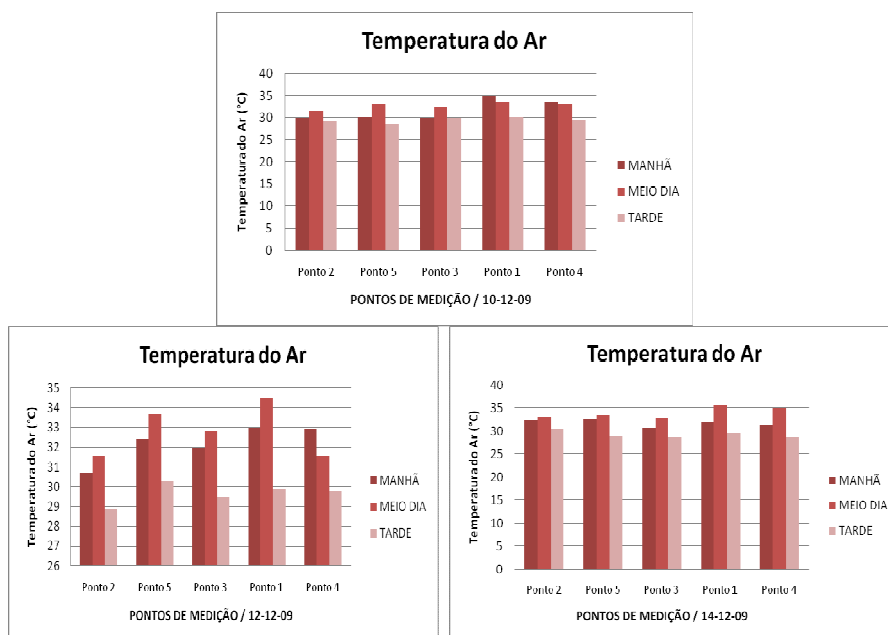 Temperatura do Ar
Temperatura do Ar (°C)
40
35
30
25
20
15
10
5
0
Ponto 2 Ponto 5 Ponto 3 Ponto 1 Ponto 4
PONTOS DE MEDIÇÃO / 10-12-09
MANHÃ
MEIO DIA
TARDE
Temperatura do Ar
Temperatura do Ar (°C)
35
34
33
32
31
30
29
28
27
26
Ponto 2 Ponto 5 Ponto 3 Ponto 1 Ponto 4
PONTOS DE MEDIÇÃO / 12-12-09
MANHÃ
MEIO DIA
TARDE
Temperatura do Ar
Temperatura do Ar (°C)
40
35
30
25
20
15
10
5
0
Ponto 2 Ponto 5 Ponto 3 Ponto 1 Ponto 4
PONTOS DE MEDIÇÃO / 14-12-09
MANHÃ
MEIO DIA
TARDE